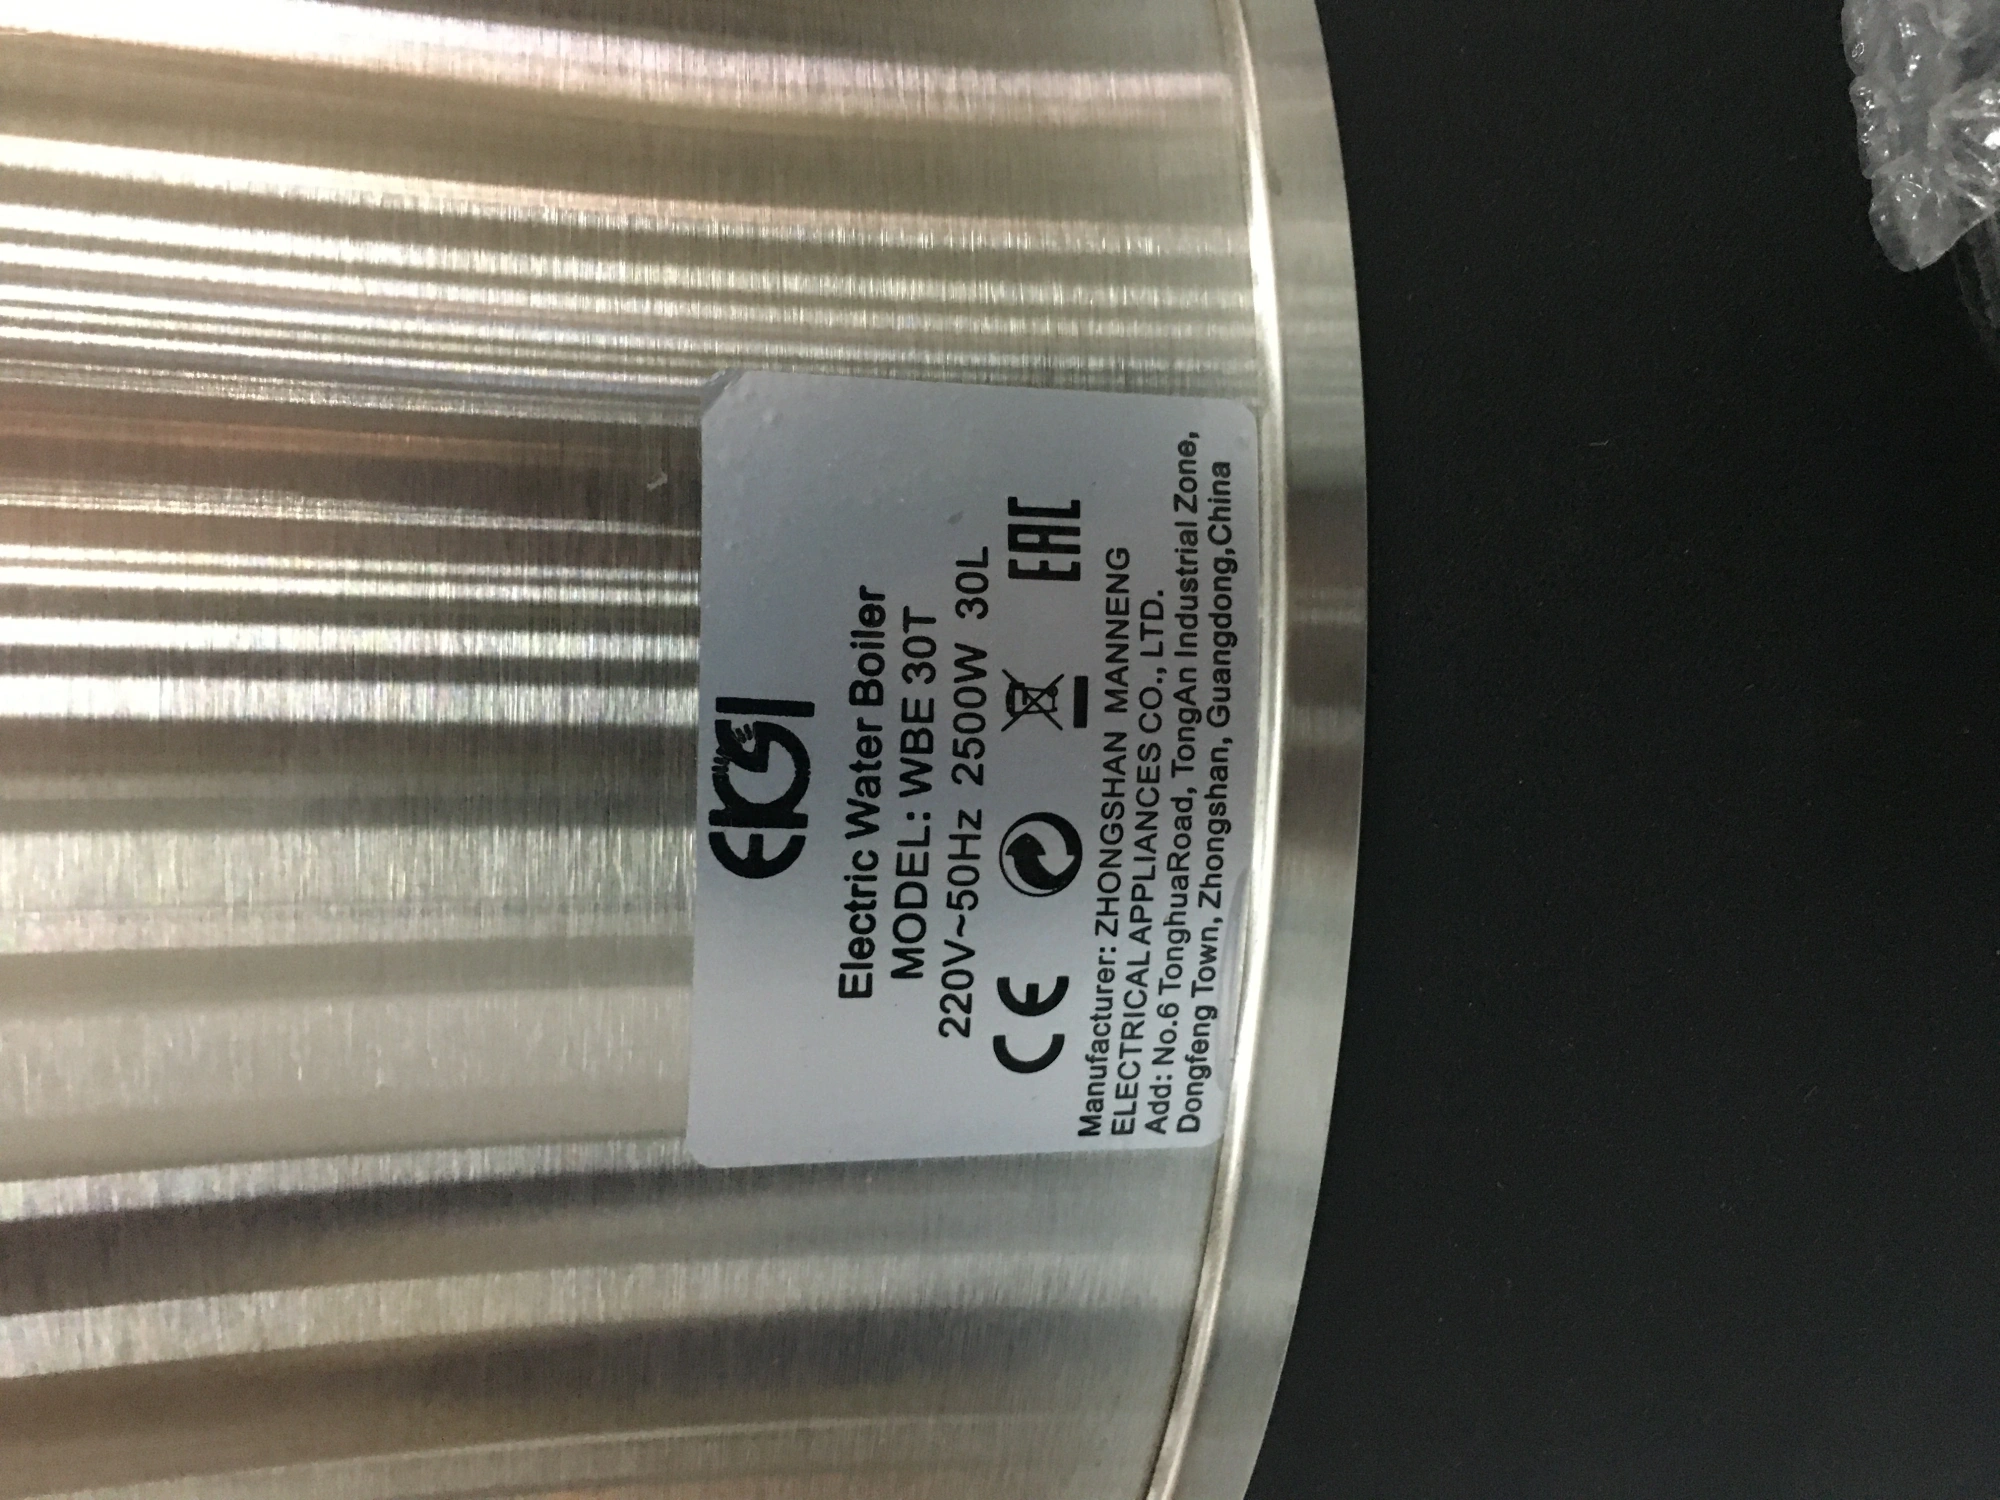 EKSI
Electric Water Boiler
MODEL: WBE 30T
220V~50Hz 2500W 30L
CE EAC
Manufacturer: ZHONGSHAN MANNENG
ELECTRICAL APPLIANCES CO., LTD.
Add: No.6 TonghuaRoad, TongAn Industrial Zone,
Dongfeng Town, Zhongshan, Guangdong,China